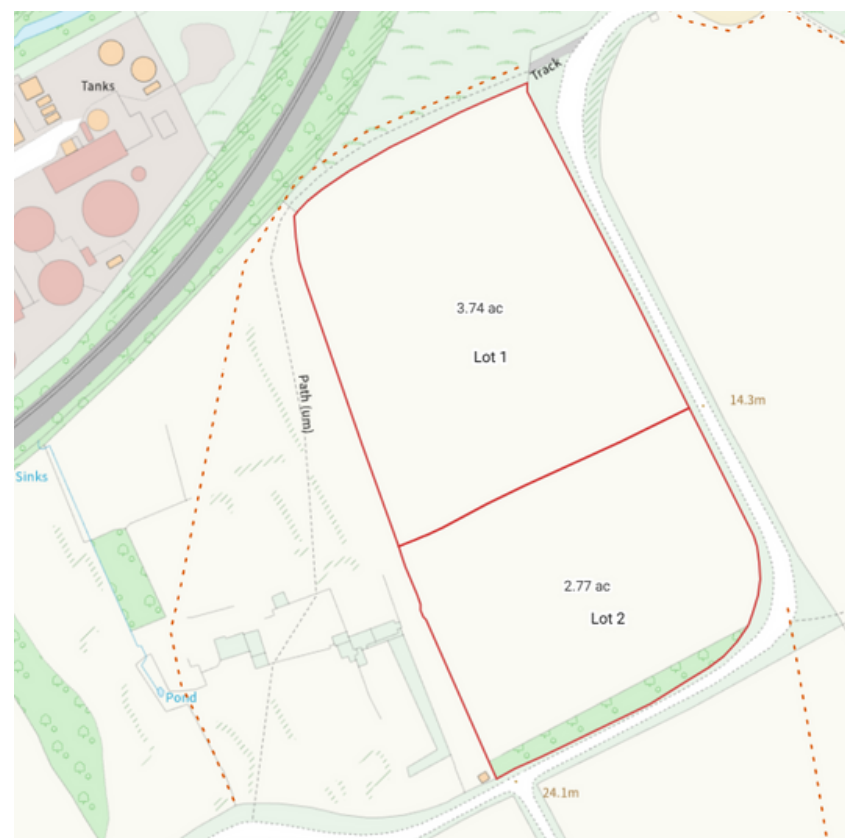 Track
Tanks
3.74 ac
Lot 1
Path (um)
14.3m
Sinks
2.77 ac
Lot 2
Pond
24.1m